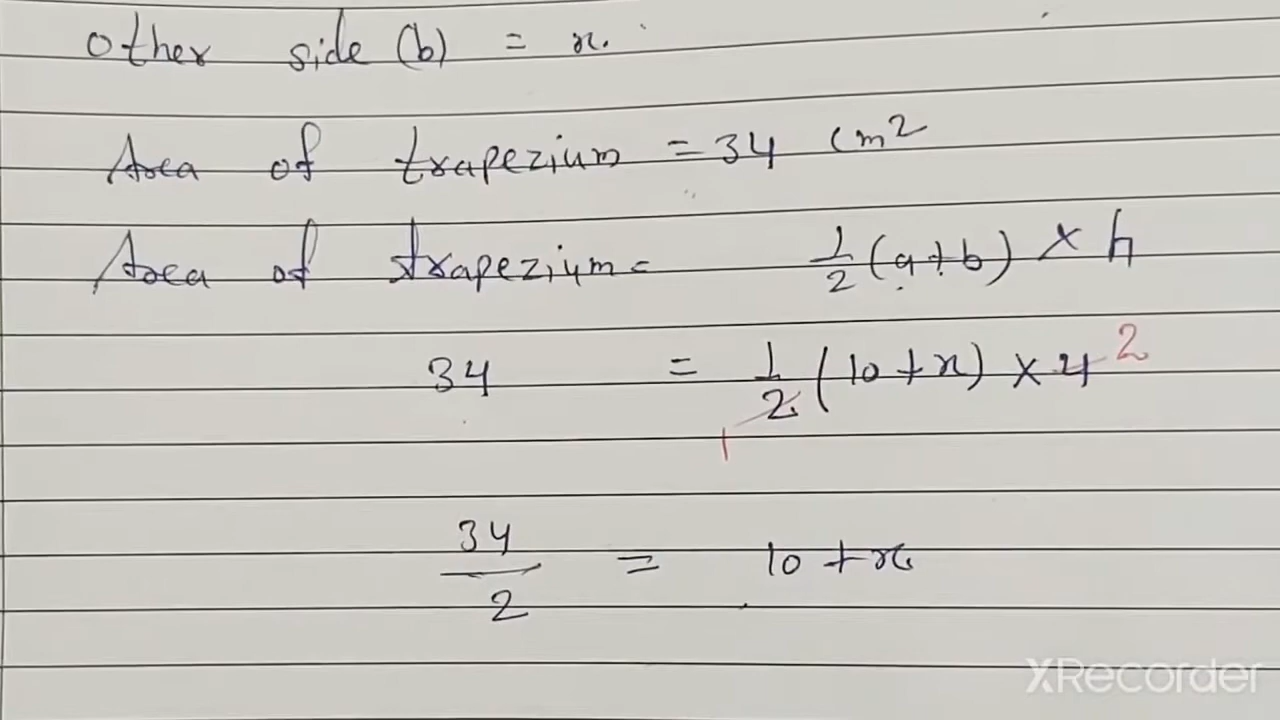 Other side (b) = x.
Area of trapezium = 34 cm²
Area of trapezium = 1/2 (a+b) × h
34 = 1/2 (10 + x) × 4 2
1
34/2 = 10 + x
XRecorder